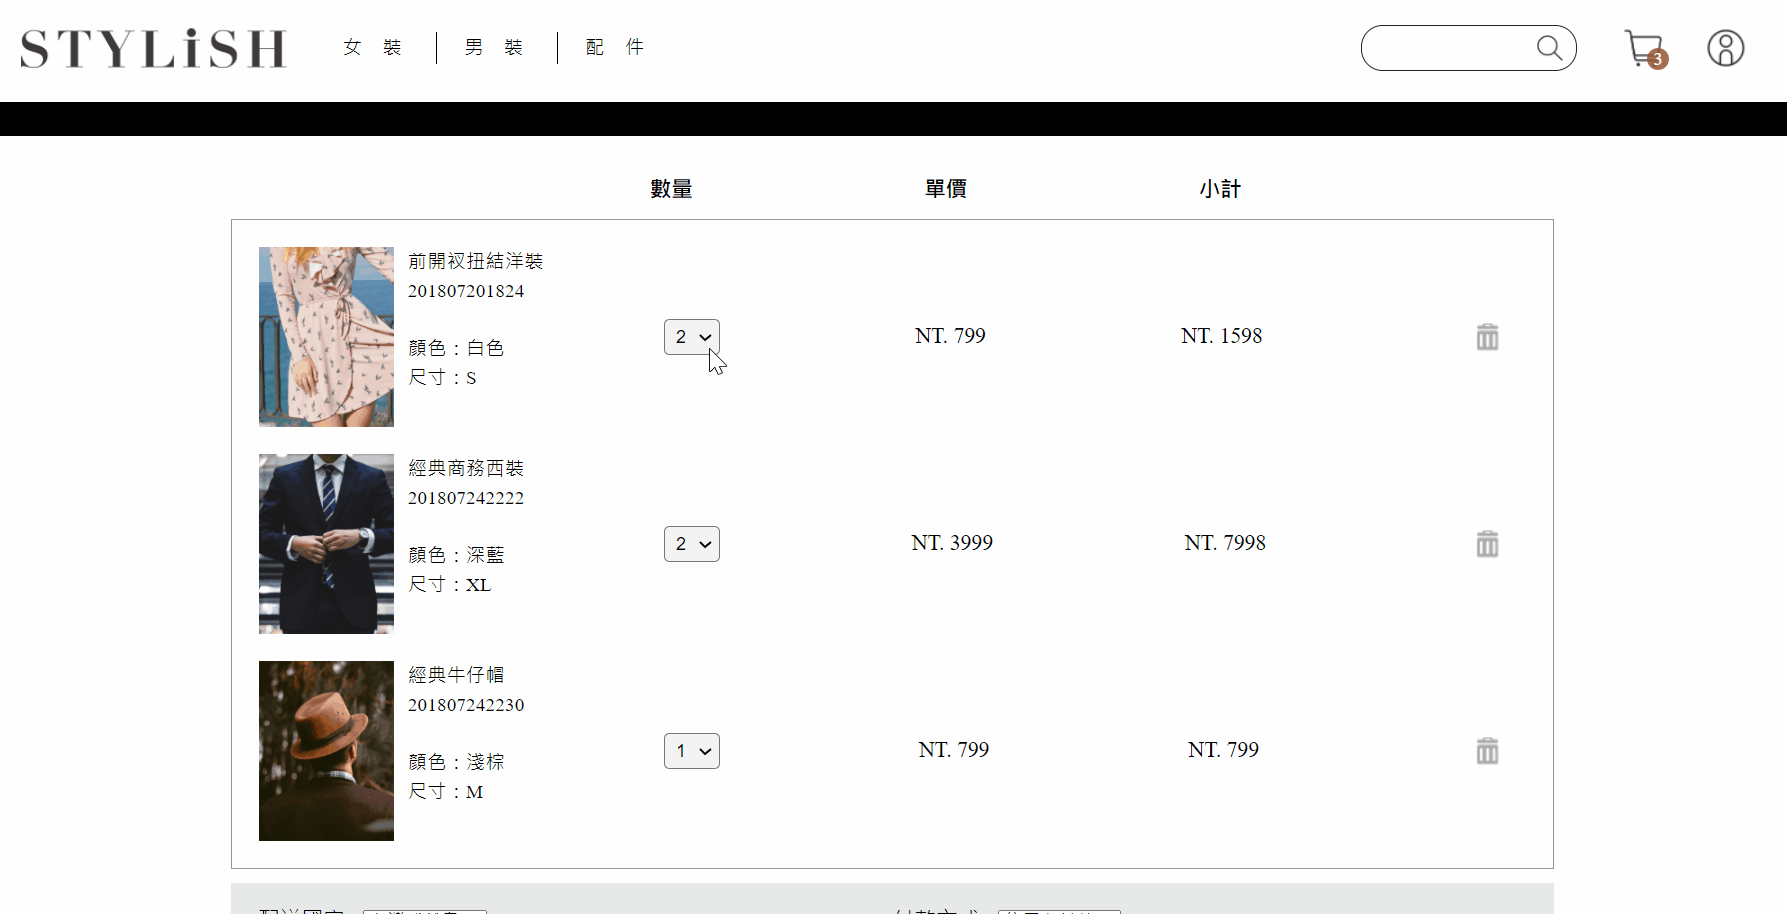 STYLiSH
女裝
男裝
配件
3
數量 單價 小計
前開衩扭結洋裝
201807201824
顏色：白色
尺寸：S
2 NT. 799 NT. 1598
經典商務西裝
201807242222
顏色：深藍
尺寸：XL
2 NT. 3999 NT. 7998
經典牛仔帽
201807242230
顏色：淺棕
尺寸：M
1 NT. 799 NT. 799